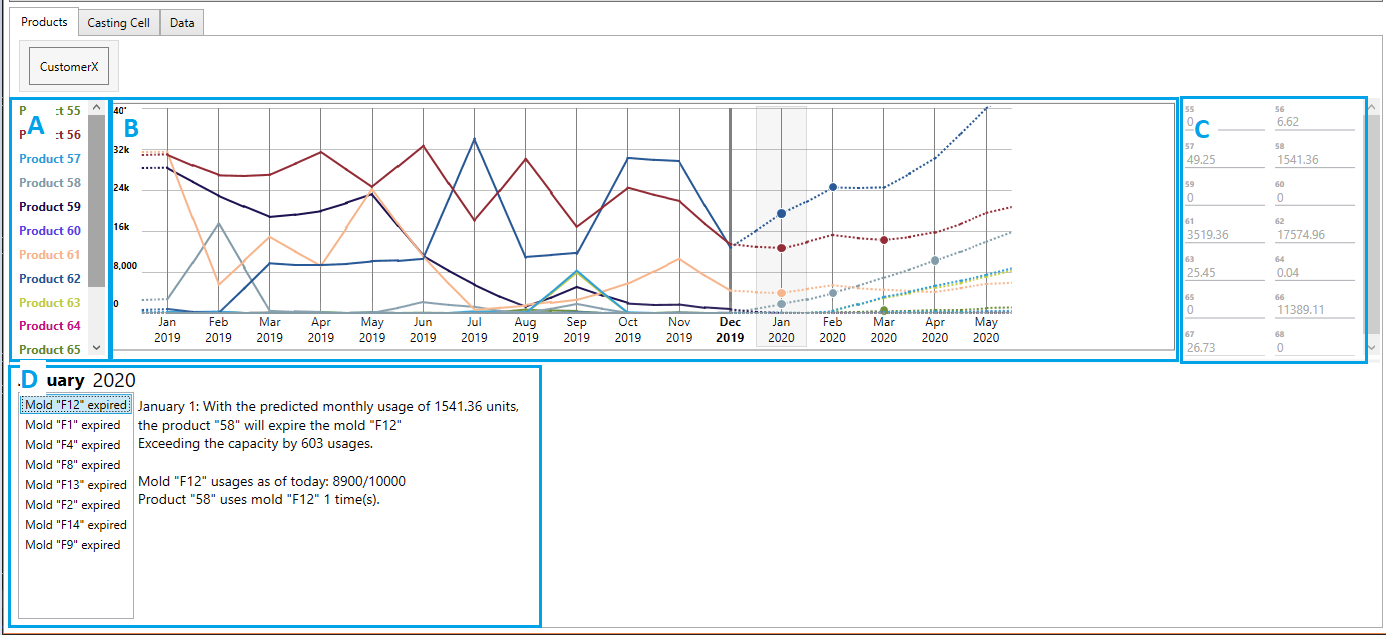 Products Casting Cell Data
CustomerX
A
P :t 55
P :t 56
Product 57
Product 58
Product 59
Product 60
Product 61
Product 62
Product 63
Product 64
Product 65
B
40'
32k
24k
16k
8,000
0
Jan Feb Mar Apr May Jun Jul Aug Sep Oct Nov Dec Jan Feb Mar Apr May
2019 2019 2019 2019 2019 2019 2019 2019 2019 2019 2019 2019 2020 2020 2020 2020 2020
C
55 56
0 6.62
57 58
49.25 1541.36
59 60
0 0
61 62
3519.36 17574.96
63 64
25.45 0.04
65 66
0 11389.11
67 68
26.73 0
D
uary 2020
Mold "F12" expired
Mold "F1" expired
Mold "F4" expired
Mold "F8" expired
Mold "F13" expired
Mold "F2" expired
Mold "F14" expired
Mold "F9" expired
January 1: With the predicted monthly usage of 1541.36 units,
the product "58" will expire the mold "F12"
Exceeding the capacity by 603 usages.
Mold "F12" usages as of today: 8900/10000
Product "58" uses mold "F12" 1 time(s).